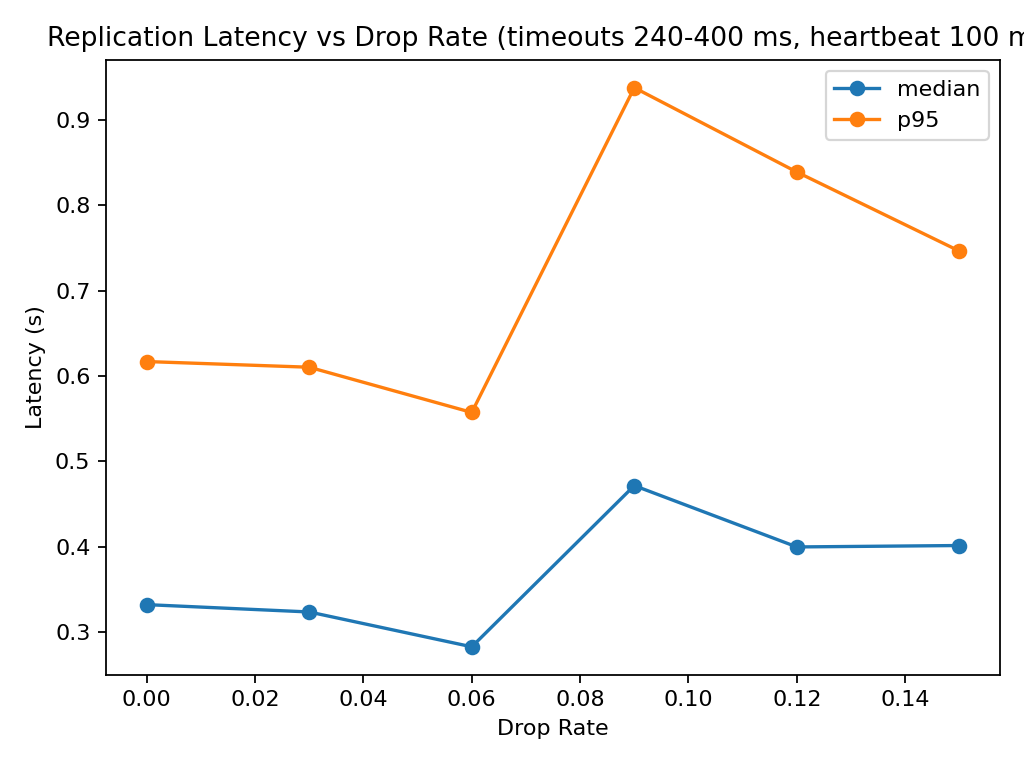 Replication Latency vs Drop Rate (timeouts 240-400 ms, heartbeat 100 m
median
p95
0.9
0.8
0.7
0.6
0.5
0.4
0.3
Latency (s)
0.00 0.02 0.04 0.06 0.08 0.10 0.12 0.14
Drop Rate